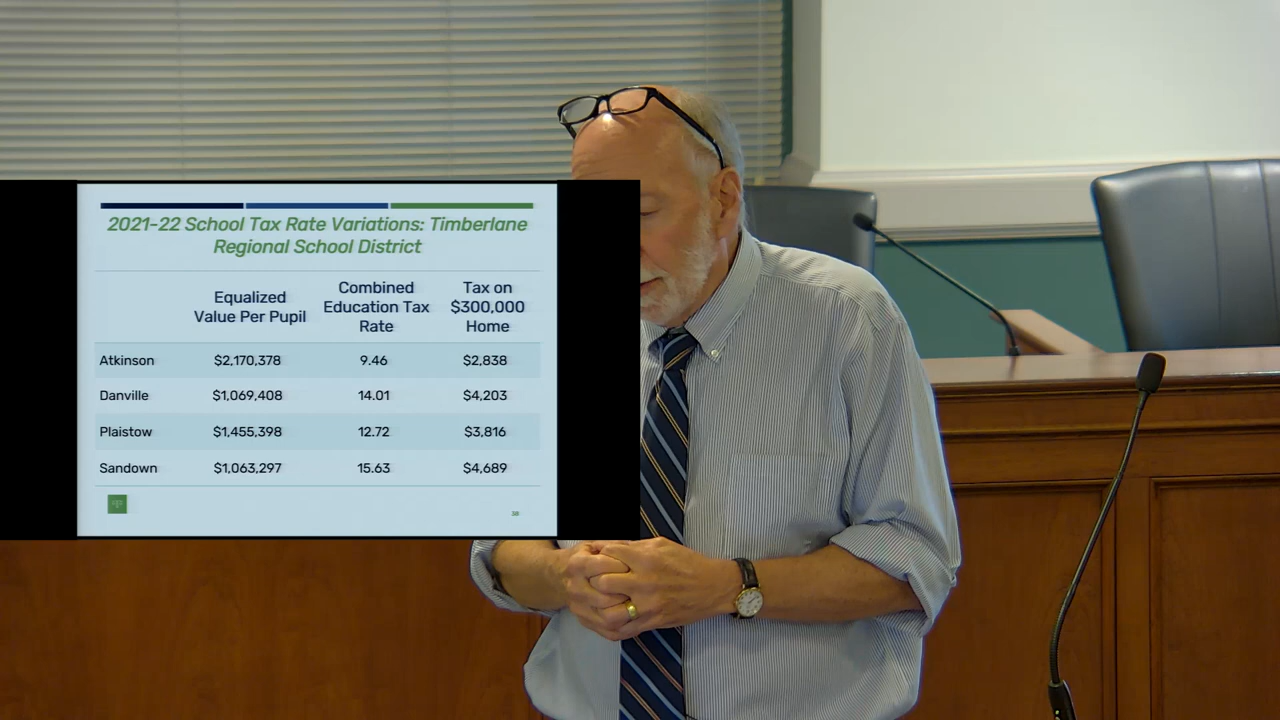 2021-22 School Tax Rate Variations: Timberlane
Regional School District
Equalized
Value Per Pupil
Combined
Education Tax
Rate
Tax on
$300,000
Home
Atkinson $2,170,378 9.46 $2,838
Danville $1,069,408 14.01 $4,203
Plaistow $1,455,398 12.72 $3,816
Sandown $1,063,297 15.63 $4,689